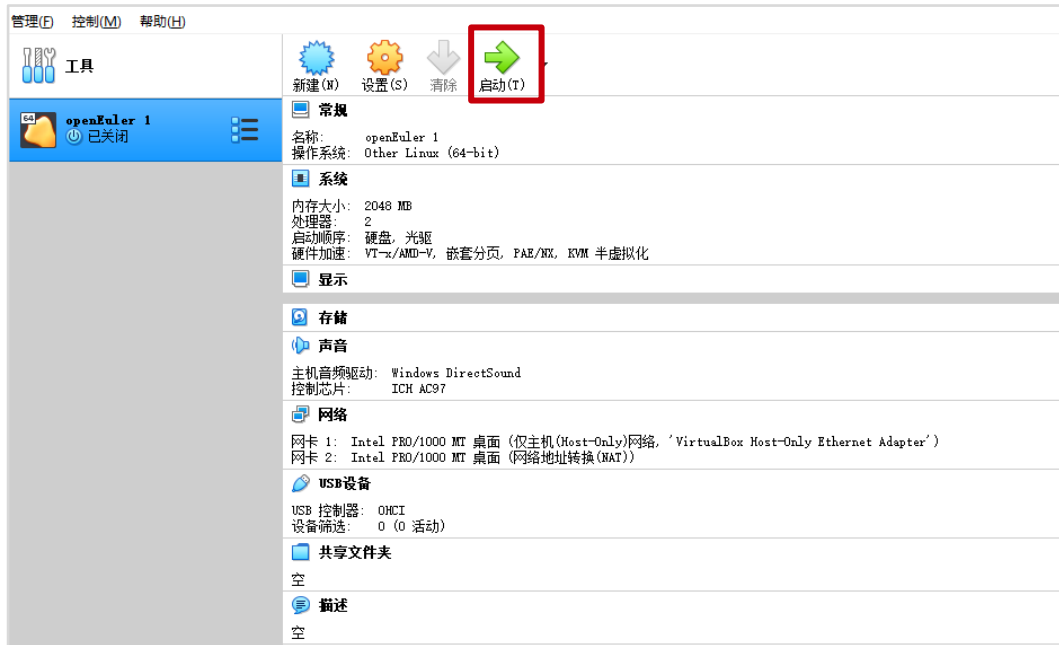 管理(F) 控制(M) 帮助(H)
工具
新建(N) 设置(S) 清除 启动(T)
64 openEuler 1
已关闭
常规
名称: openEuler 1
操作系统: Other Linux (64-bit)
系统
内存大小: 2048 MB
处理器: 2
启动顺序: 硬盘, 光驱
硬件加速: VT-x/AMD-V, 嵌套分页, PAE/NX, KVM 半虚拟化
显示
存储
声音
主机音频驱动: Windows DirectSound
控制芯片: ICH AC97
网络
网卡 1: Intel PRO/1000 MT 桌面 (仅主机(Host-Only)网络, 'VirtualBox Host-Only Ethernet Adapter')
网卡 2: Intel PRO/1000 MT 桌面 (网络地址转换(NAT))
USB设备
USB 控制器: OHCI
设备筛选: 0 (0 活动)
共享文件夹
空
描述
空